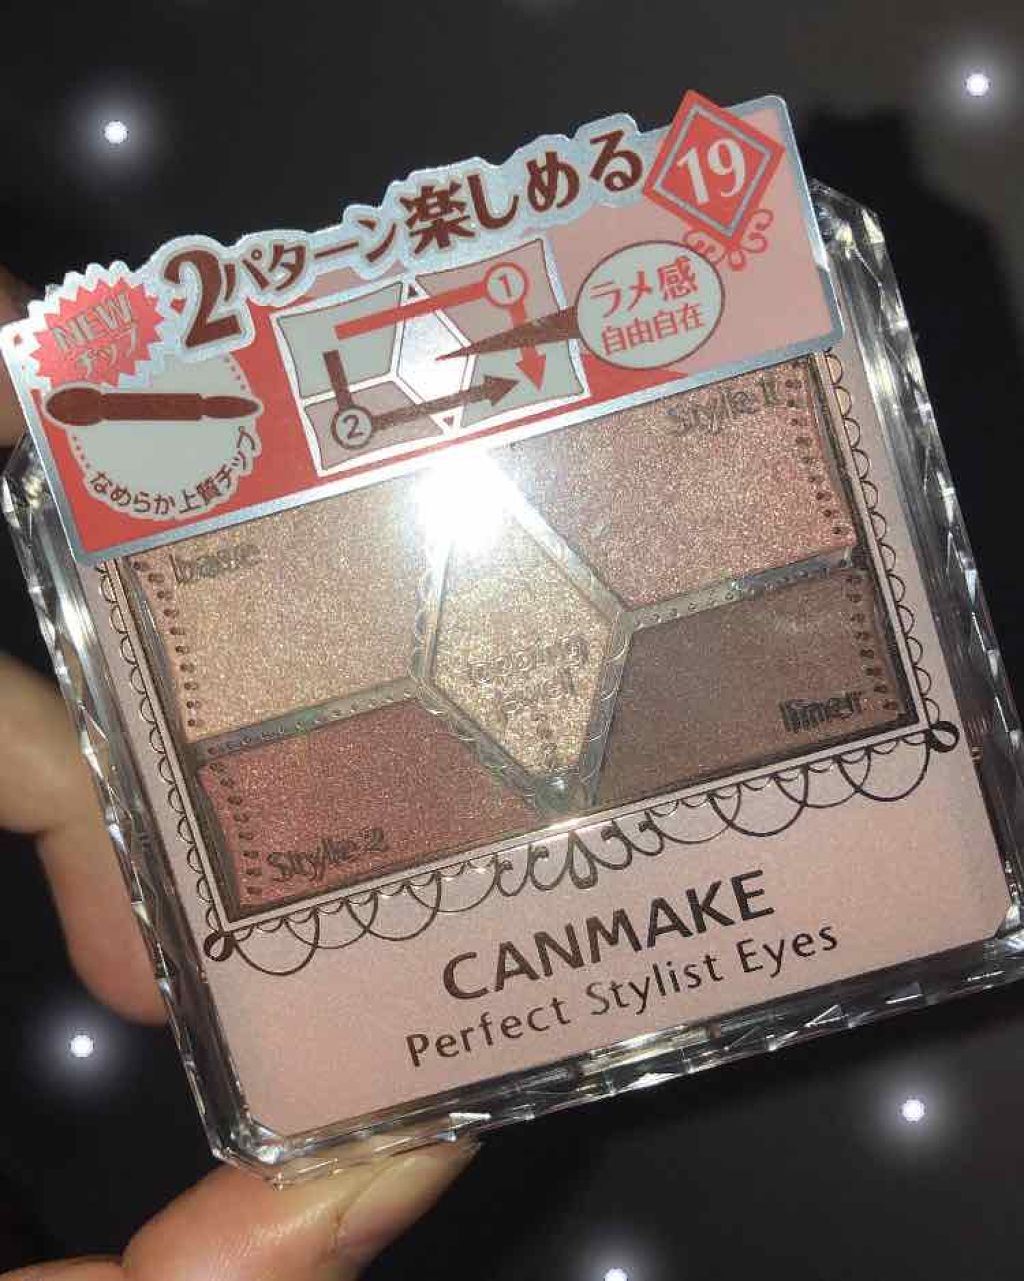 2パターン楽しめる
19
NEW
チップ
なめらか上質チップ
1
2
ラメ感
自由自在
base
Style 1
Style 2
liner
CANMAKE
Perfect Stylist Eyes